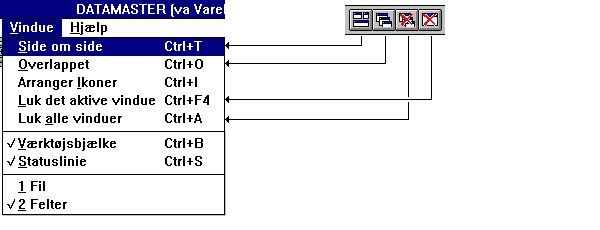 DATAMASTER (va Varel
Vindue Hjælp
Side om side Ctrl+T
Overlappet Ctrl+O
Arranger Ikoner Ctrl+I
Luk det aktive vindue Ctrl+F4
Luk alle vinduer Ctrl+A
✓ Værktøjsbjælke Ctrl+B
✓ Statuslinie Ctrl+S
1 Fil
✓ 2 Felter